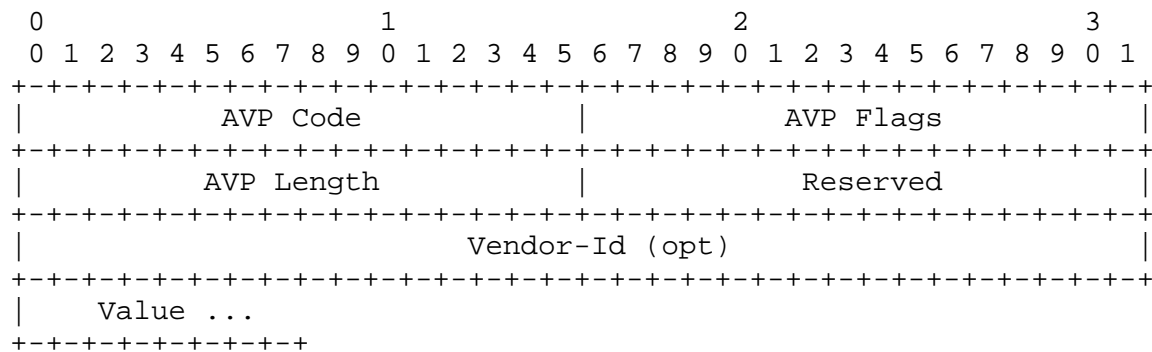 0                   1                   2                   3
 0 1 2 3 4 5 6 7 8 9 0 1 2 3 4 5 6 7 8 9 0 1 2 3 4 5 6 7 8 9 0 1
+-+-+-+-+-+-+-+-+-+-+-+-+-+-+-+-+-+-+-+-+-+-+-+-+-+-+-+-+-+-+-+-+
|           AVP Code            |           AVP Flags           |
+-+-+-+-+-+-+-+-+-+-+-+-+-+-+-+-+-+-+-+-+-+-+-+-+-+-+-+-+-+-+-+-+
|          AVP Length           |            Reserved           |
+-+-+-+-+-+-+-+-+-+-+-+-+-+-+-+-+-+-+-+-+-+-+-+-+-+-+-+-+-+-+-+-+
|                         Vendor-Id (opt)                       |
+-+-+-+-+-+-+-+-+-+-+-+-+-+-+-+-+-+-+-+-+-+-+-+-+-+-+-+-+-+-+-+-+
|    Value ...
+-+-+-+-+-+-+-+-+